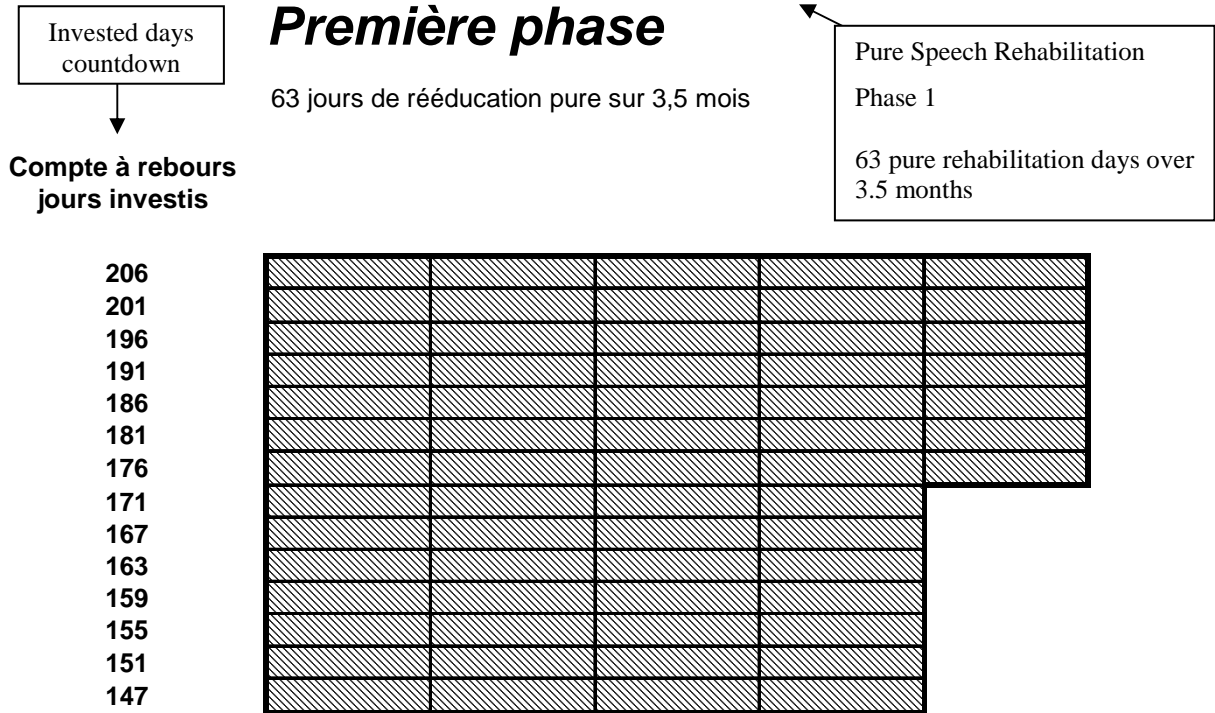 Invested days
countdown
Première phase
63 jours de rééducation pure sur 3,5 mois
Pure Speech Rehabilitation
Phase 1
63 pure rehabilitation days over
3.5 months
Compte à rebours
jours investis
206
201
196
191
186
181
176
171
167
163
159
155
151
147